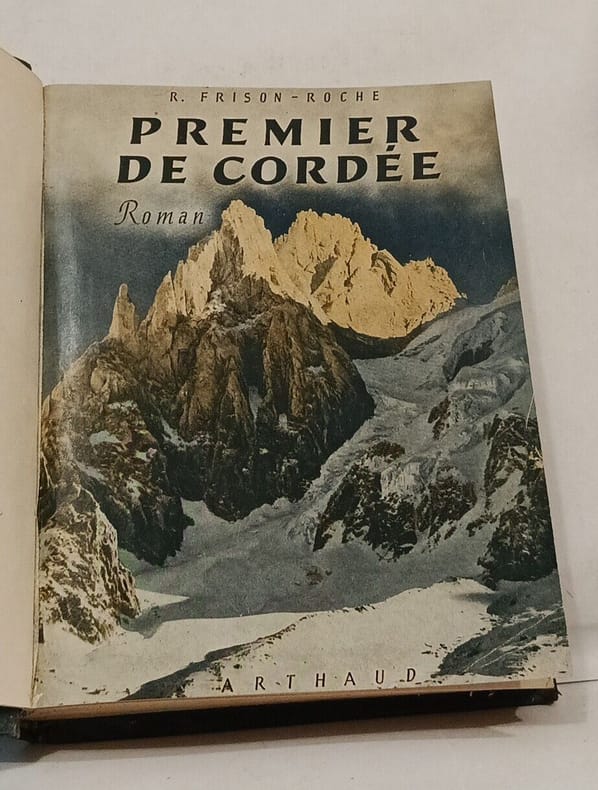 R. FRISON-ROCHE
PREMIER
DE CORDÉE
Roman
ARTHAUD